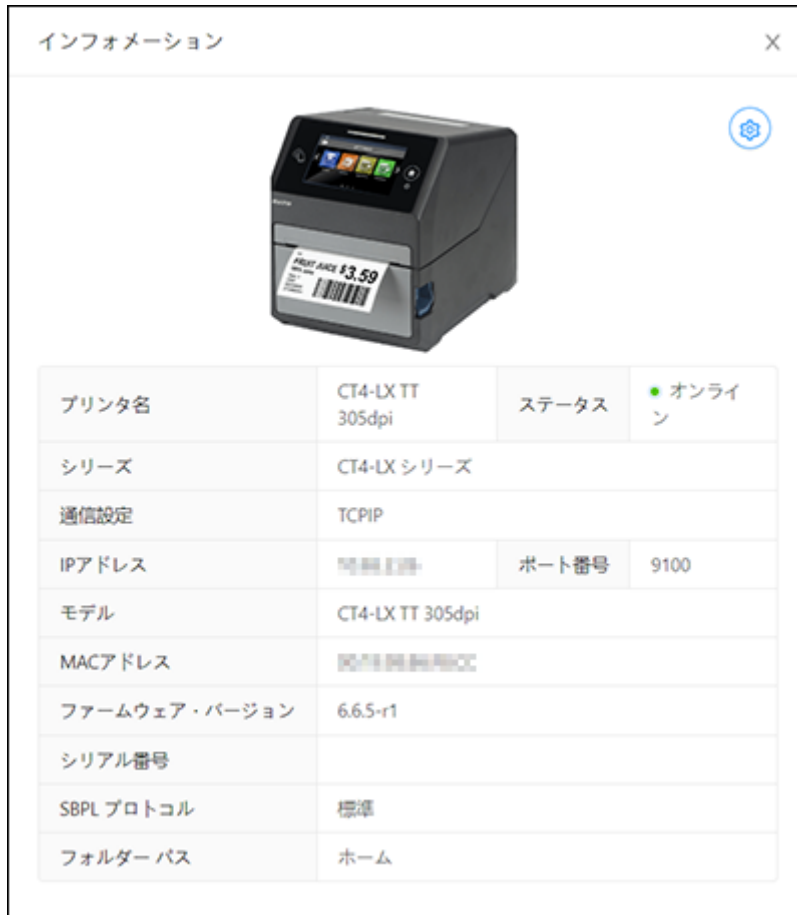 インフォメーション
FRUIT JUICE $3.59
プリンタ名 CT4-LX TT 305dpi ステータス オンライン
シリーズ CT4-LX シリーズ
通信設定 TCPIP
IPアドレス ポート番号 9100
モデル CT4-LX TT 305dpi
MACアドレス
ファームウェア・バージョン 6.6.5-r1
シリアル番号
SBPL プロトコル 標準
フォルダー パス ホーム